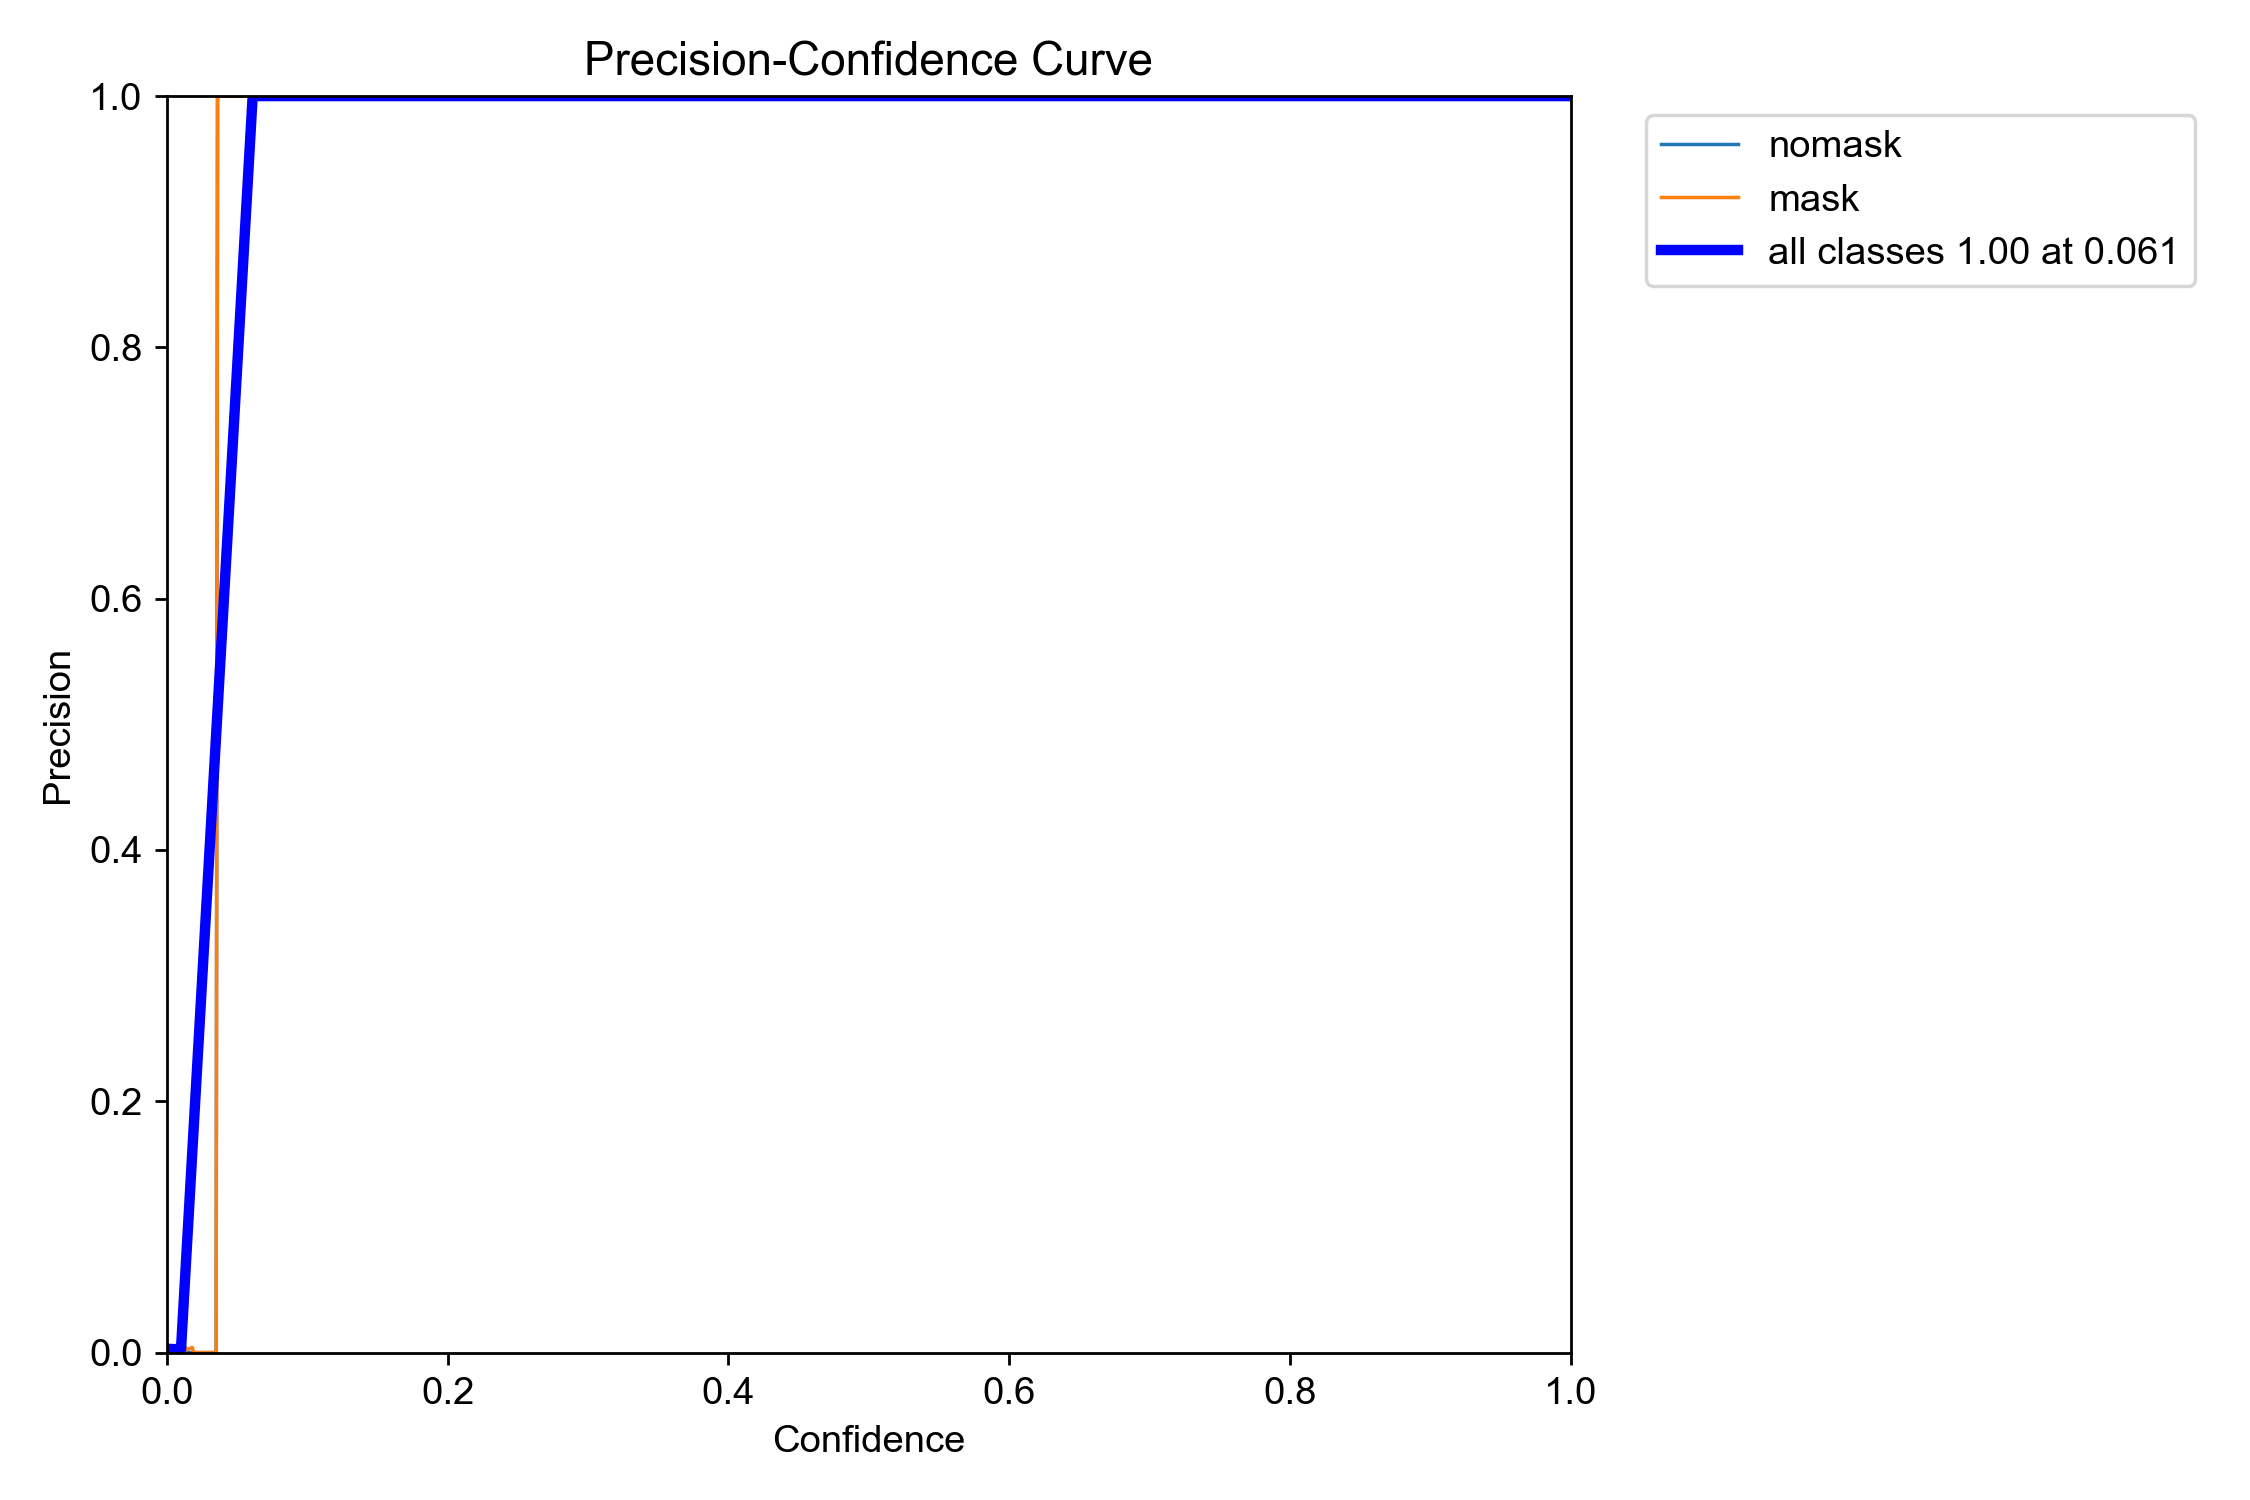 Precision-Confidence Curve
1.0
0.8
0.6
0.4
0.2
0.0
Precision
0.0 0.2 0.4 0.6 0.8 1.0
Confidence
nomask
mask
all classes 1.00 at 0.061